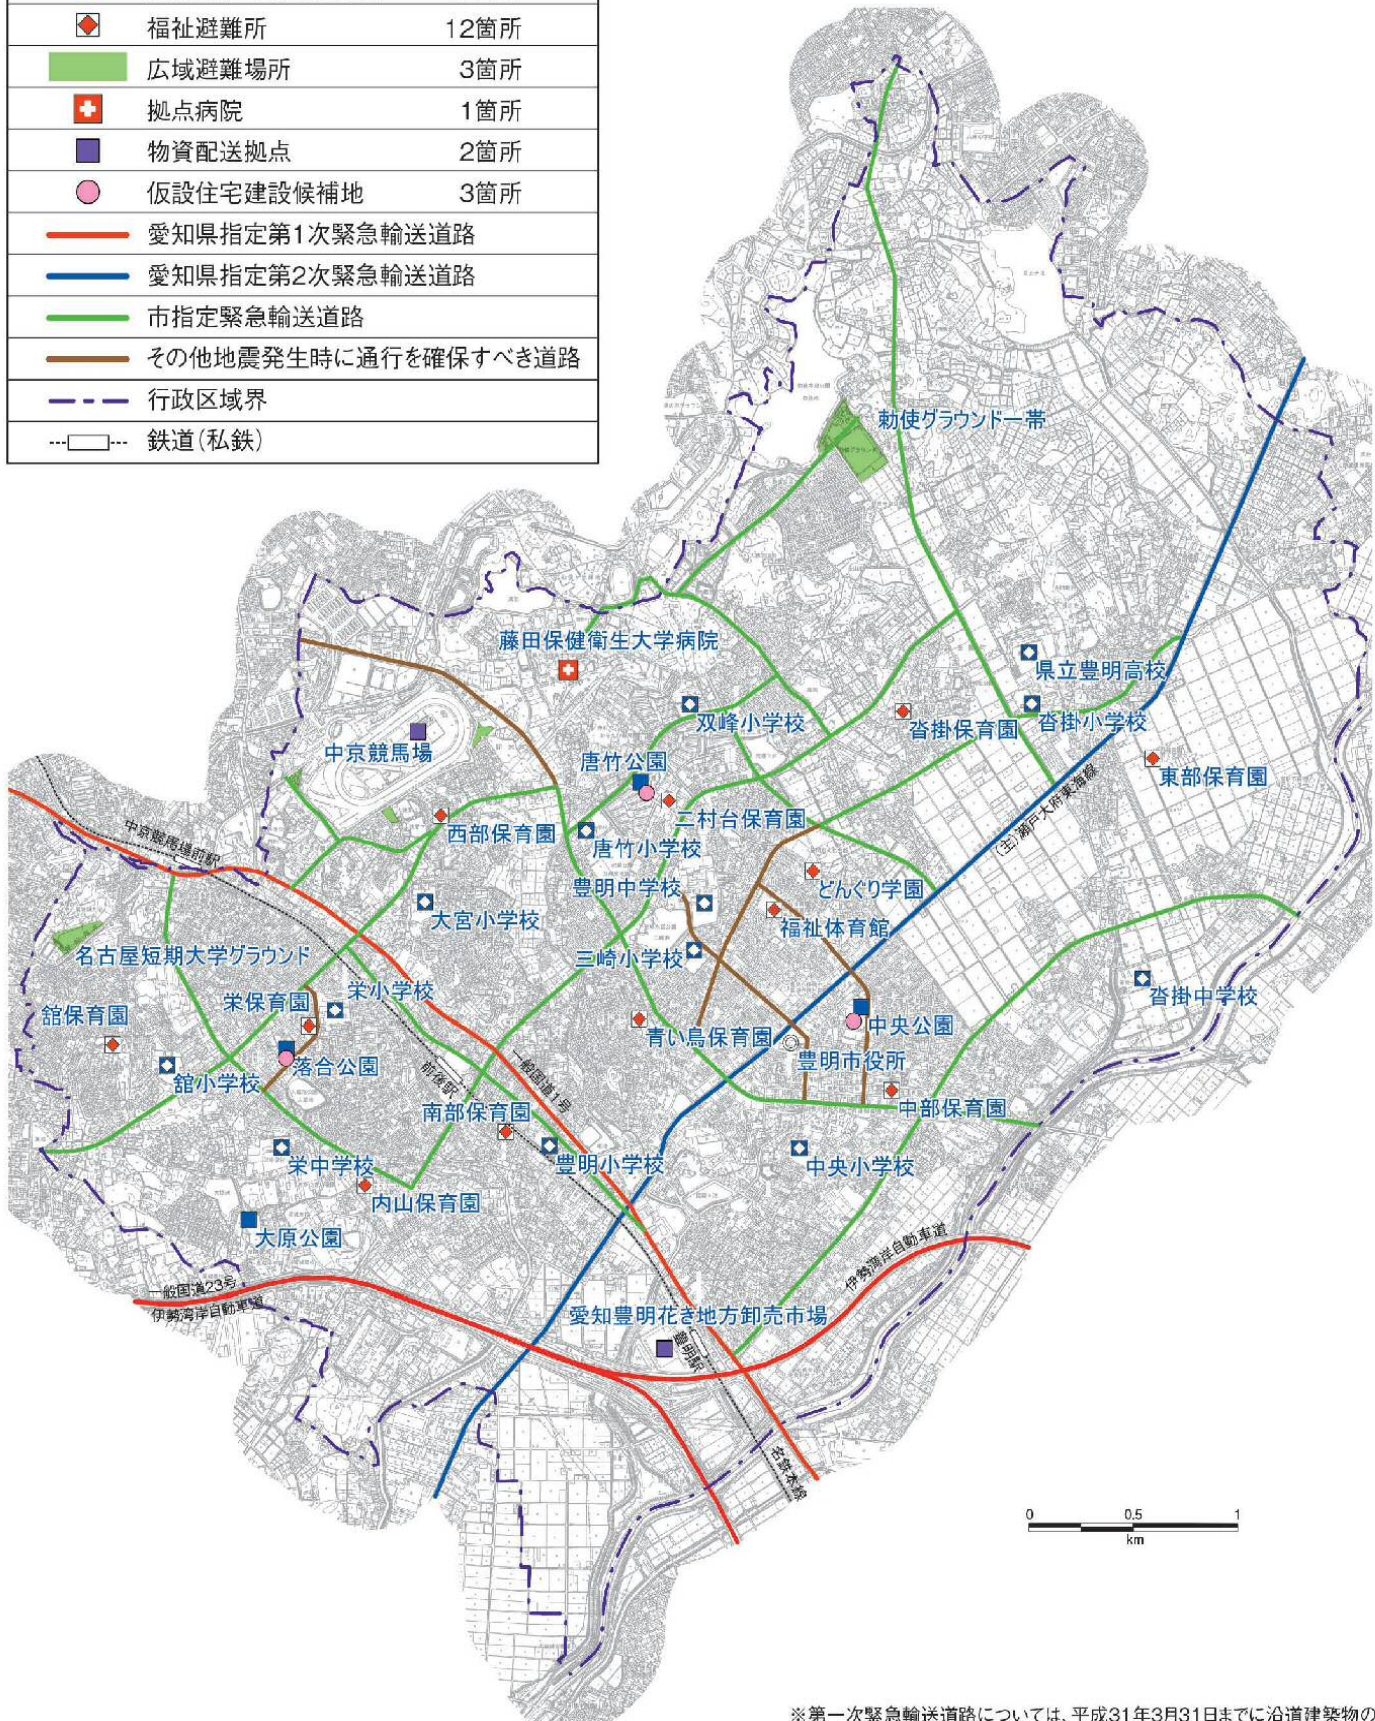 福祉避難所 12箇所
広域避難場所 3箇所
拠点病院 1箇所
物資配送拠点 2箇所
仮設住宅建設候補地 3箇所
愛知県指定第1次緊急輸送道路
愛知県指定第2次緊急輸送道路
市指定緊急輸送道路
その他地震発生時に通行を確保すべき道路
行政区域界
鉄道(私鉄)
勅使グラウンド一帯
藤田保健衛生大学病院
県立豊明高校
双峰小学校
沓掛保育園
沓掛小学校
中京競馬場
唐竹公園
東部保育園
(主)瀬戸大府東海線
二村台保育園
中京競馬場前駅
西部保育園
唐竹小学校
豊明中学校
どんぐり学園
大宮小学校
福祉体育館
名古屋短期大学グラウンド
三崎小学校
栄小学校
沓掛中学校
栄保育園
舘保育園
中央公園
青い鳥保育園
豊明市役所
落合公園
舘小学校
前後駅
一般国道1号
南部保育園
中部保育園
豊明小学校
中央小学校
栄中学校
内山保育園
大原公園
伊勢湾岸自動車道
一般国道23号
伊勢湾岸自動車道
愛知豊明花き地方卸売市場
豊明駅
名鉄本線
0 0.5 1
km
※第一次緊急輸送道路については、平成31年3月31日までに沿道建築物の